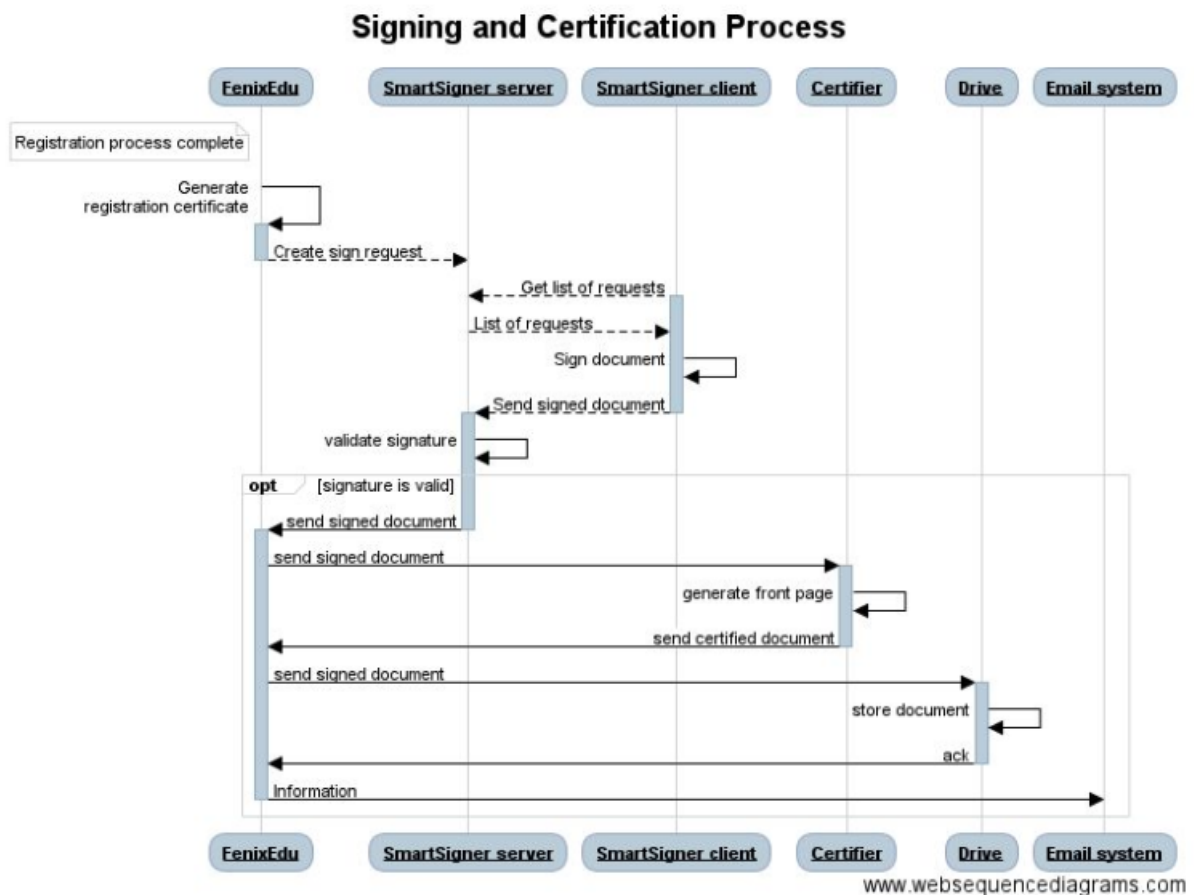 Signing and Certification Process
FenixEdu SmartSigner server SmartSigner client Certifier Drive Email system
Registration process complete
Generate
registration certificate
Create sign request
Get list of requests
List of requests
Sign document
Send signed document
validate signature
opt [signature is valid]
send signed document
send signed document
generate front page
send certified document
send signed document
store document
ack
Information
FenixEdu SmartSigner server SmartSigner client Certifier Drive Email system
www.websequencediagrams.com